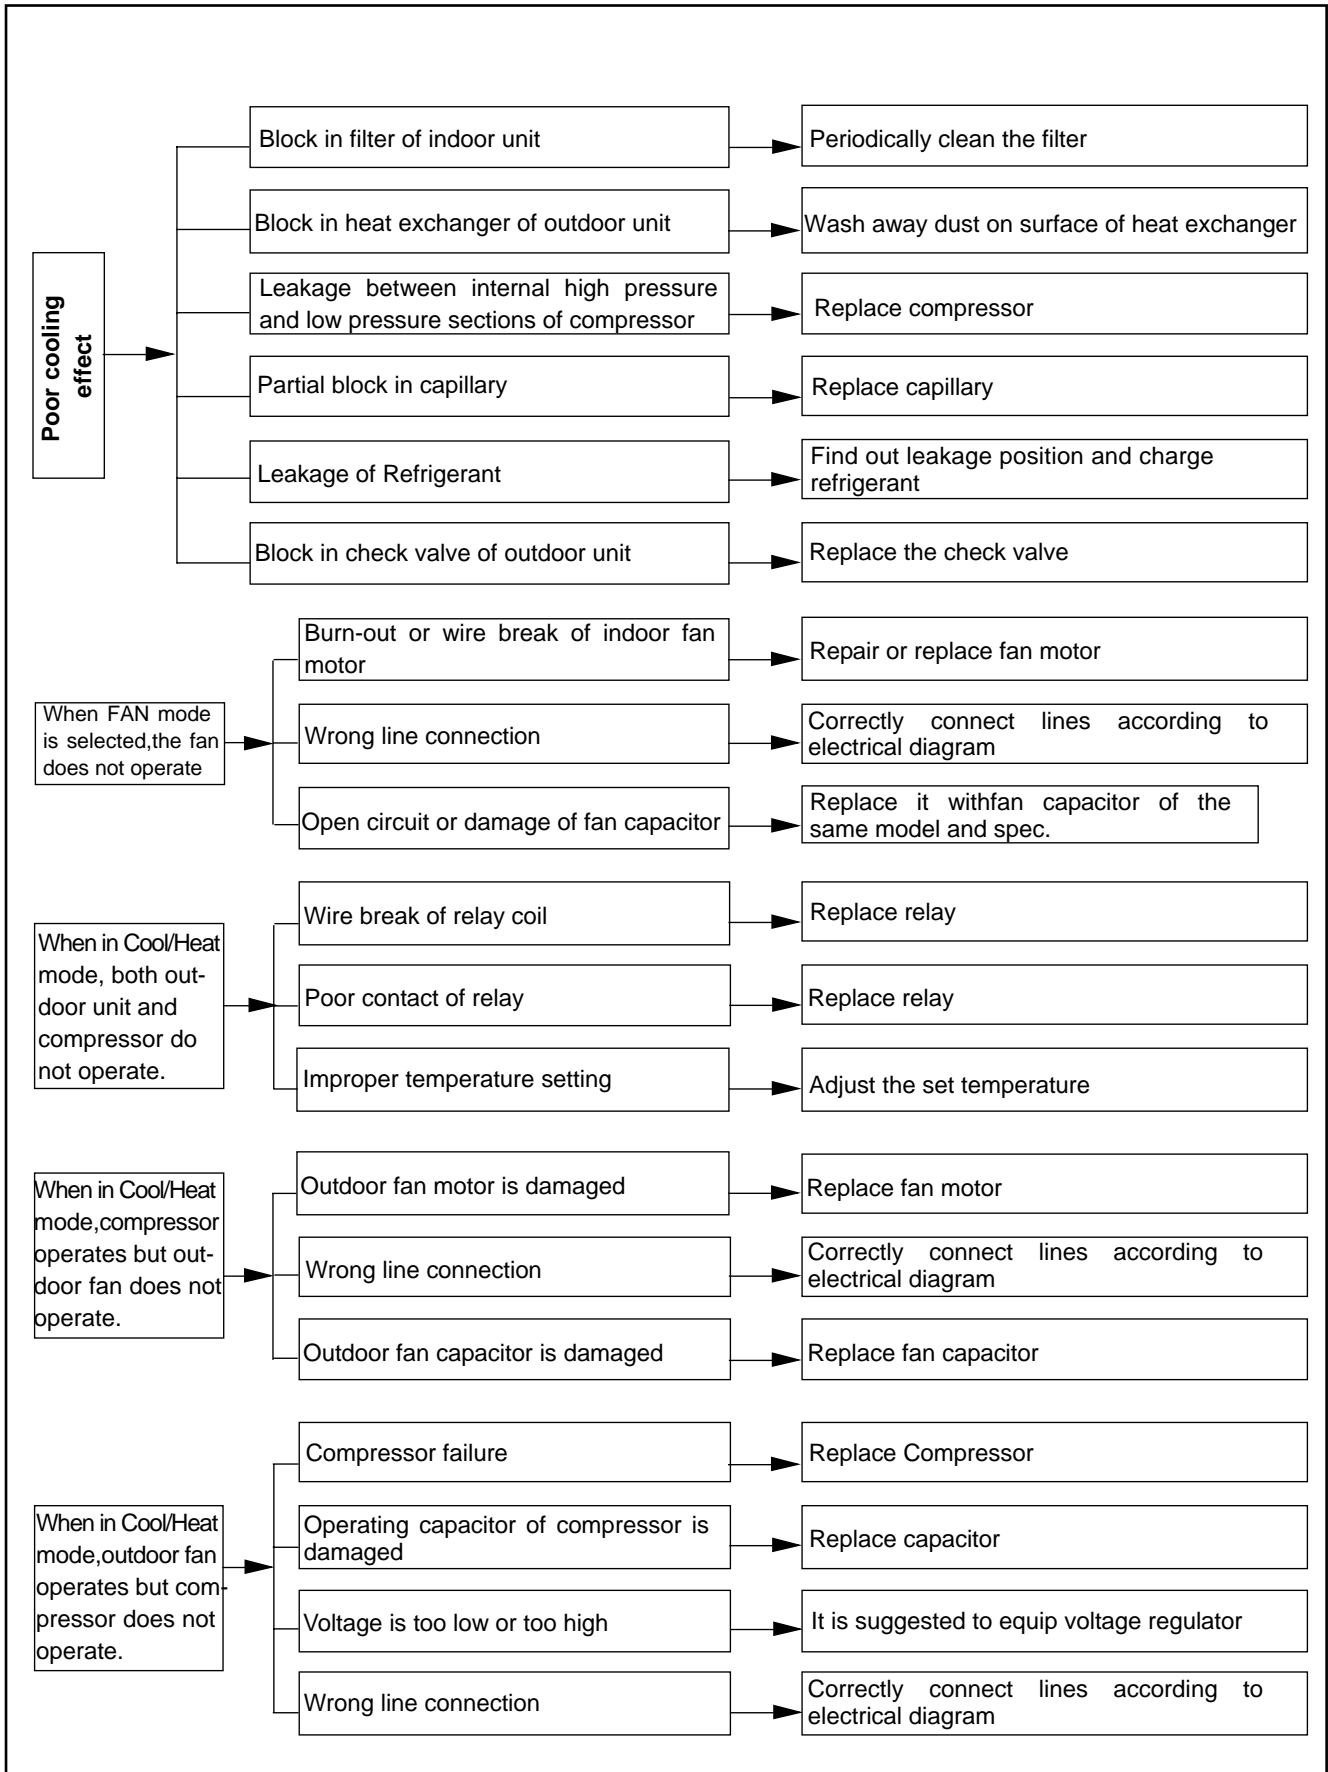 Poor cooling
effect
Block in filter of indoor unit
Periodically clean the filter
Block in heat exchanger of outdoor unit
Wash away dust on surface of heat exchanger
Leakage between internal high pressure
and low pressure sections of compressor
Replace compressor
Partial block in capillary
Replace capillary
Leakage of Refrigerant
Find out leakage position and charge
refrigerant
Block in check valve of outdoor unit
Replace the check valve
When FAN mode
is selected,the fan
does not operate
Burn-out or wire break of indoor fan
motor
Repair or replace fan motor
Wrong line connection
Correctly connect lines according to
electrical diagram
Open circuit or damage of fan capacitor
Replace it withfan capacitor of the
same model and spec.
When in Cool/Heat
mode, both out-
door unit and
compressor do
not operate.
Wire break of relay coil
Replace relay
Poor contact of relay
Replace relay
Improper temperature setting
Adjust the set temperature
When in Cool/Heat
mode,compressor
operates but out-
door fan does not
operate.
Outdoor fan motor is damaged
Replace fan motor
Wrong line connection
Correctly connect lines according to
electrical diagram
Outdoor fan capacitor is damaged
Replace fan capacitor
When in Cool/Heat
mode,outdoor fan
operates but com-
pressor does not
operate.
Compressor failure
Replace Compressor
Operating capacitor of compressor is
damaged
Replace capacitor
Voltage is too low or too high
It is suggested to equip voltage regulator
Wrong line connection
Correctly connect lines according to
electrical diagram